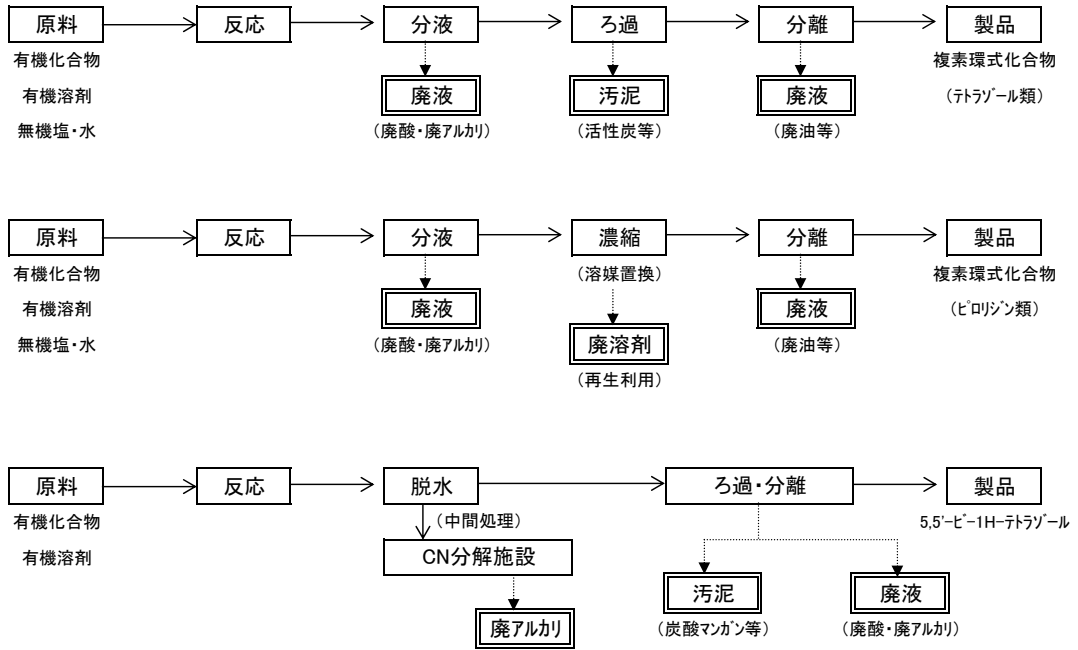 原料 反応 分液 ろ過 分離 製品
有機化合物 複素環式化合物
有機溶剤 廃液 汚泥 廃液 (テトラゾール類)
無機塩・水 (廃酸・廃アルカリ) (活性炭等) (廃油等)
原料 反応 分液 濃縮 分離 製品
有機化合物 (溶媒置換) 複素環式化合物
有機溶剤 廃液 廃液 (ピロリジン類)
無機塩・水 (廃酸・廃アルカリ) 廃溶剤 (廃油等)
(再生利用)
原料 反応 脱水 ろ過・分離 製品
有機化合物 (中間処理) 5,5'-ビ-1H-テトラゾール
有機溶剤 CN分解施設
汚泥 廃液
廃アルカリ (炭酸マンガン等) (廃酸・廃アルカリ)